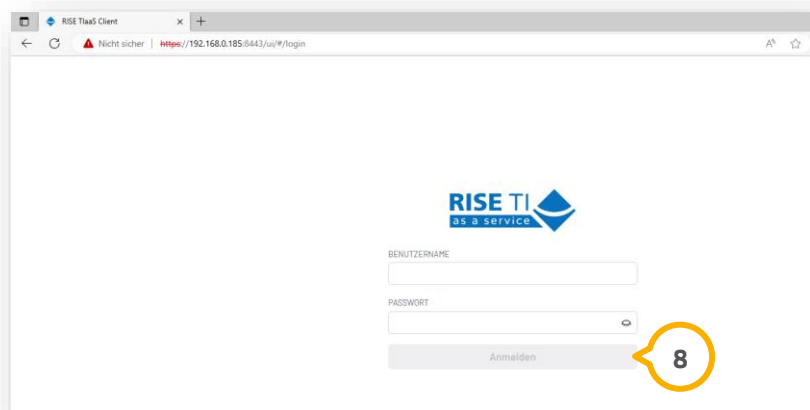 RISE TIaaS Client
Nicht sicher | https://192.168.0.185:8443/ui/#/login
RISE TI
as a service
BENUTZERNAME
PASSWORT
Anmelden
8